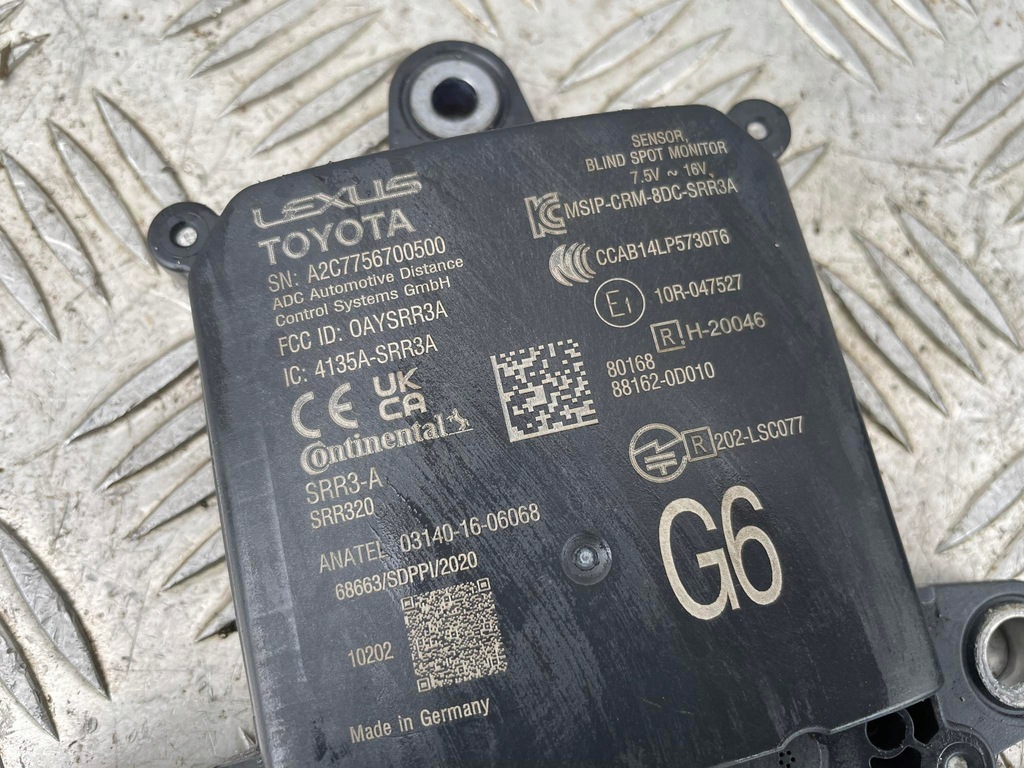 LEXUS
TOYOTA
SN: A2C7756700500
ADC Automotive Distance
Control Systems GmbH
FCC ID: OAYSRR3A
IC: 4135A-SRR3A
CE UK CA
Continental
SRR3-A
SRR320
ANATEL 03140-16-06068
68663/SDPPI/2020
10202
Made in Germany
SENSOR,
BLIND SPOT MONITOR
7.5V ~ 16V
KC MSIP-CRM-8DC-SRR3A
CCAB14LP5730T6
E1 10R-047527
R H-20046
80168
88162-0D010
R 202-LSC077
G6